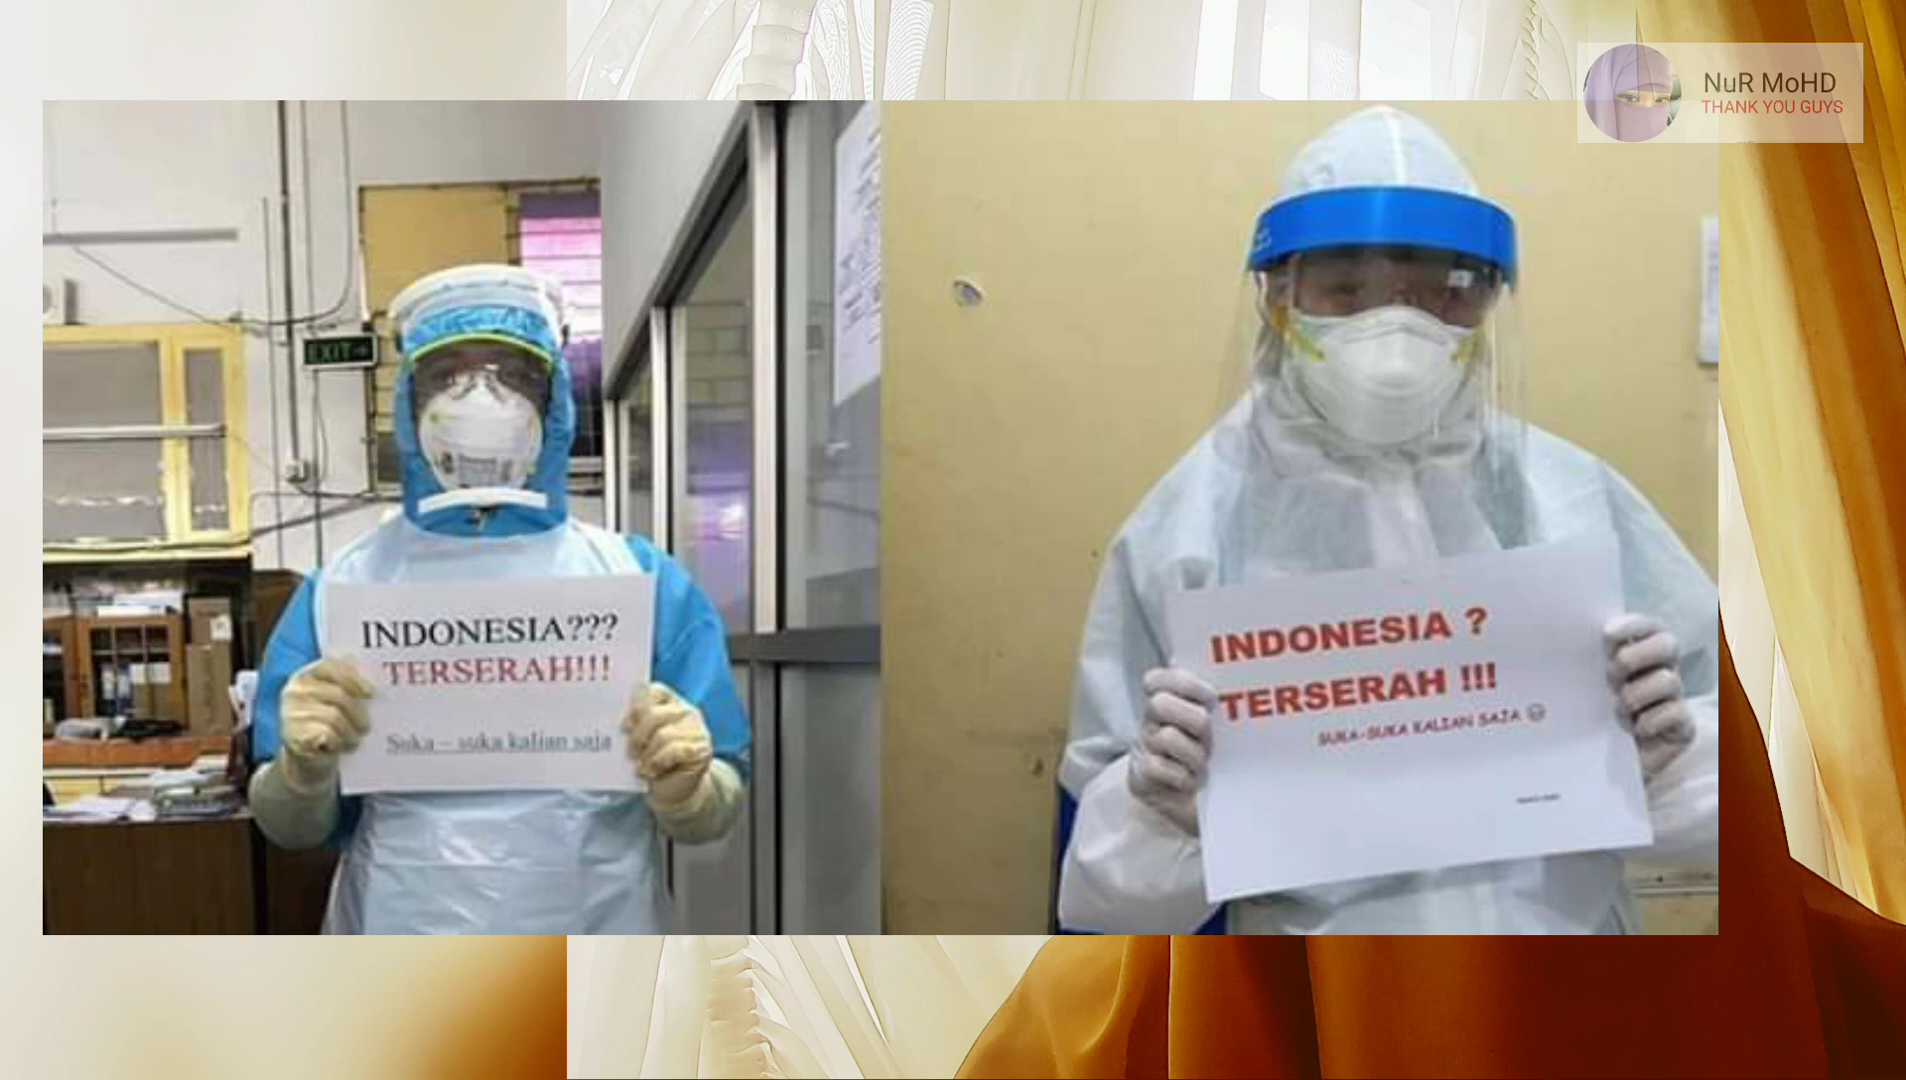 NuR MoHD
THANK YOU GUYS
EXIT
INDONESIA???
TERSERAH!!!
Suka – suka kalian saja
INDONESIA ?
TERSERAH !!!
SUKA-SUKA KALIAN SAJA ☺